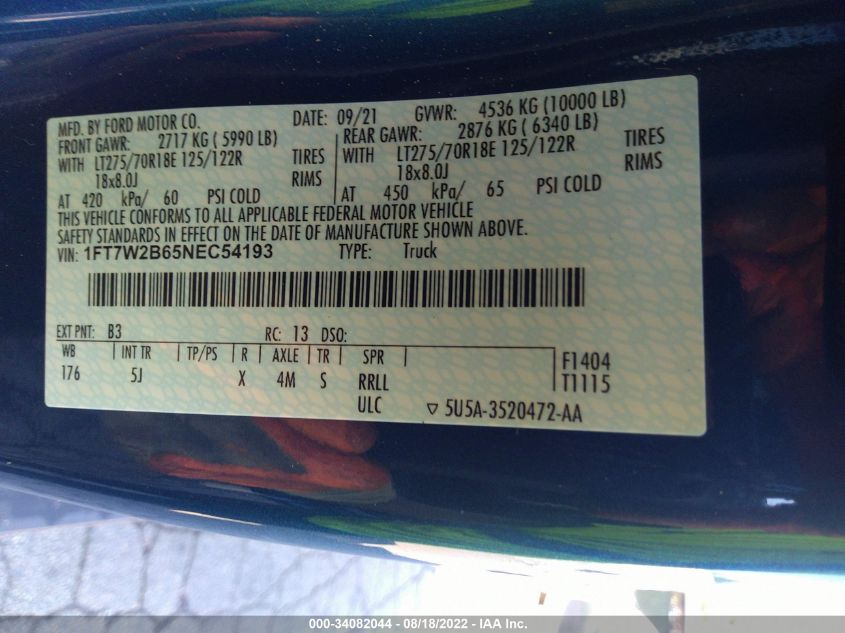 MFD. BY FORD MOTOR CO. DATE: 09/21 GVWR: 4536 KG (10000 LB)
FRONT GAWR: 2717 KG (5990 LB) REAR GAWR: 2876 KG (6340 LB)
WITH LT275/70R18E 125/122R TIRES WITH LT275/70R18E 125/122R TIRES
18x8.0J RIMS 18x8.0J RIMS
AT 420 kPa/ 60 PSI COLD AT 450 kPa/ 65 PSI COLD
THIS VEHICLE CONFORMS TO ALL APPLICABLE FEDERAL MOTOR VEHICLE
SAFETY STANDARDS IN EFFECT ON THE DATE OF MANUFACTURE SHOWN ABOVE.
VIN: 1FT7W2B65NEC54193 TYPE: Truck
EXT PNT: B3 RC: 13 DSO:
WB INT TR TP/PS R AXLE TR SPR F1404
176 5J X 4M S RRLL T1115
ULC 5U5A-3520472-AA
000-34082044 - 08/18/2022 - IAA Inc.